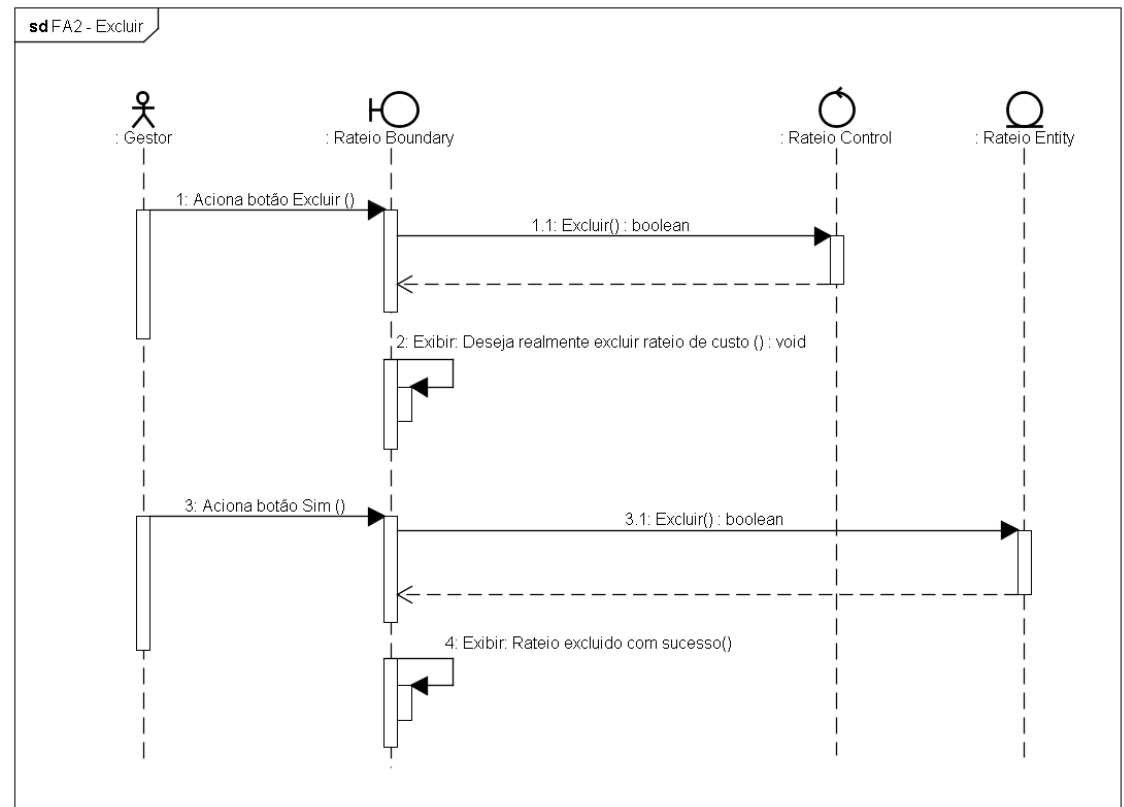 sd FA2 - Excluir
: Gestor
: Rateio Boundary
: Rateio Control
: Rateio Entity
1: Aciona botão Excluir ()
1.1: Excluir() : boolean
2: Exibir: Deseja realmente excluir rateio de custo () : void
3: Aciona botão Sim ()
3.1: Excluir() : boolean
4: Exibir: Rateio excluido com sucesso()